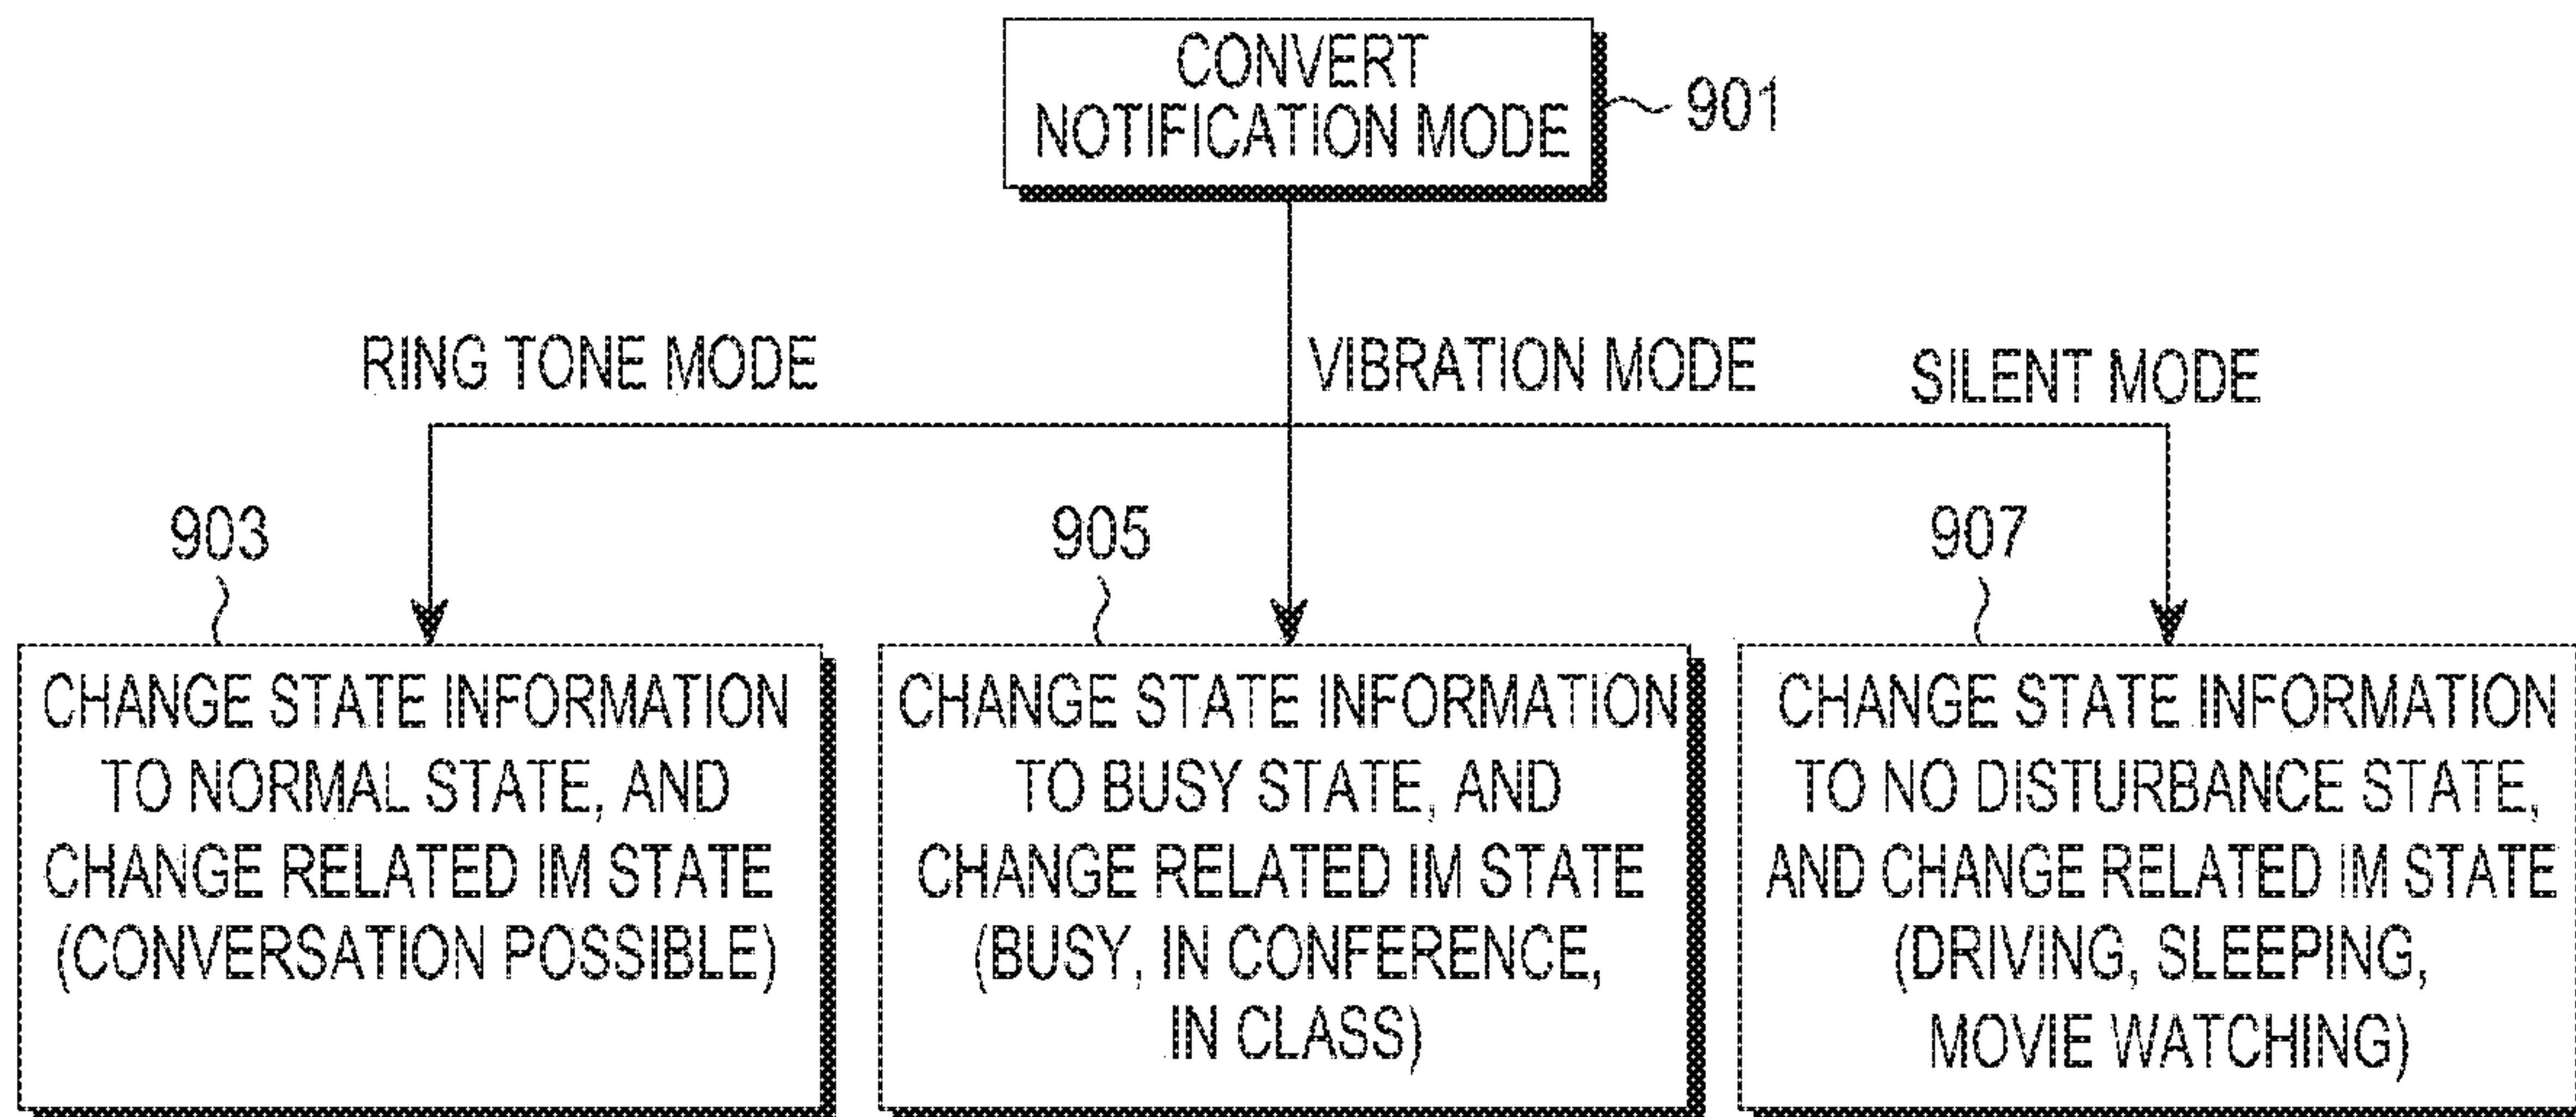 CONVERT
NOTIFICATION MODE
901
RING TONE MODE
VIBRATION MODE
SILENT MODE
903
905
907
CHANGE STATE INFORMATION
TO NORMAL STATE, AND
CHANGE RELATED IM STATE
(CONVERSATION POSSIBLE)
CHANGE STATE INFORMATION
TO BUSY STATE, AND
CHANGE RELATED IM STATE
(BUSY, IN CONFERENCE,
IN CLASS)
CHANGE STATE INFORMATION
TO NO DISTURBANCE STATE,
AND CHANGE RELATED IM STATE
(DRIVING, SLEEPING,
MOVIE WATCHING)